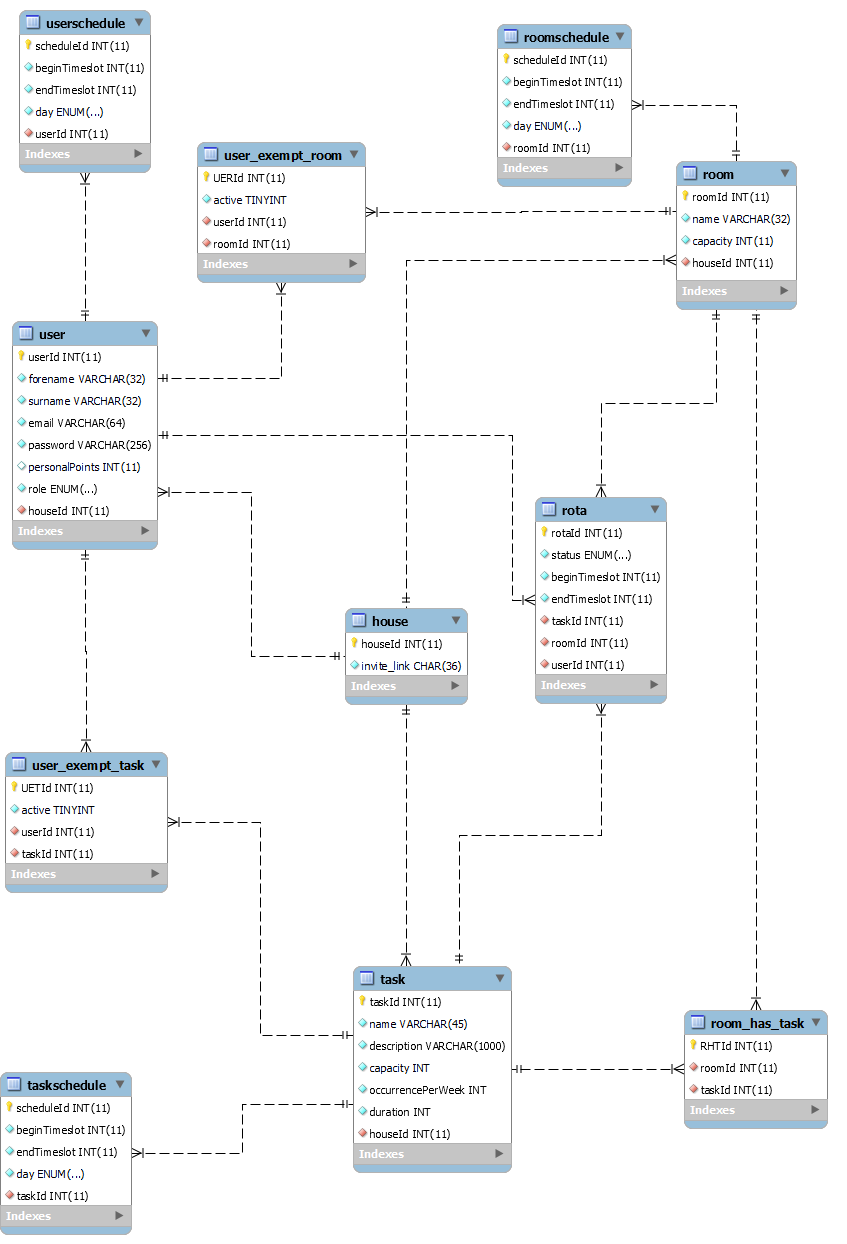 userschedule
scheduleId INT(11)
beginTimeslot INT(11)
endTimeslot INT(11)
day ENUM(...)
userId INT(11)
Indexes
roomschedule
scheduleId INT(11)
beginTimeslot INT(11)
endTimeslot INT(11)
day ENUM(...)
roomId INT(11)
Indexes
user_exempt_room
UERId INT(11)
active TINYINT
userId INT(11)
roomId INT(11)
Indexes
room
roomId INT(11)
name VARCHAR(32)
capacity INT(11)
houseId INT(11)
Indexes
user
userId INT(11)
forename VARCHAR(32)
surname VARCHAR(32)
email VARCHAR(64)
password VARCHAR(256)
personalPoints INT(11)
role ENUM(...)
houseId INT(11)
Indexes
rota
rotaId INT(11)
status ENUM(...)
beginTimeslot INT(11)
endTimeslot INT(11)
taskId INT(11)
roomId INT(11)
userId INT(11)
Indexes
house
houseId INT(11)
invite_link CHAR(36)
Indexes
user_exempt_task
UETId INT(11)
active TINYINT
userId INT(11)
taskId INT(11)
Indexes
task
taskId INT(11)
name VARCHAR(45)
description VARCHAR(1000)
capacity INT
occurrencePerWeek INT
duration INT
houseId INT(11)
Indexes
room_has_task
RHTId INT(11)
roomId INT(11)
taskId INT(11)
Indexes
taskschedule
scheduleId INT(11)
beginTimeslot INT(11)
endTimeslot INT(11)
day ENUM(...)
taskId INT(11)
Indexes